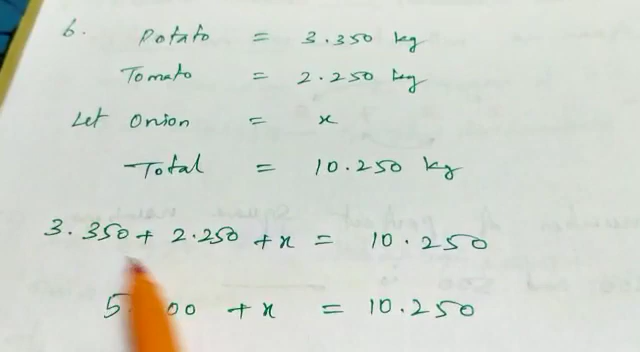 6. Potato = 3.350 kg
Tomato = 2.250 kg
Let Onion = x
Total = 10.250 kg
3.350 + 2.250 + x = 10.250
+ x = 10.250